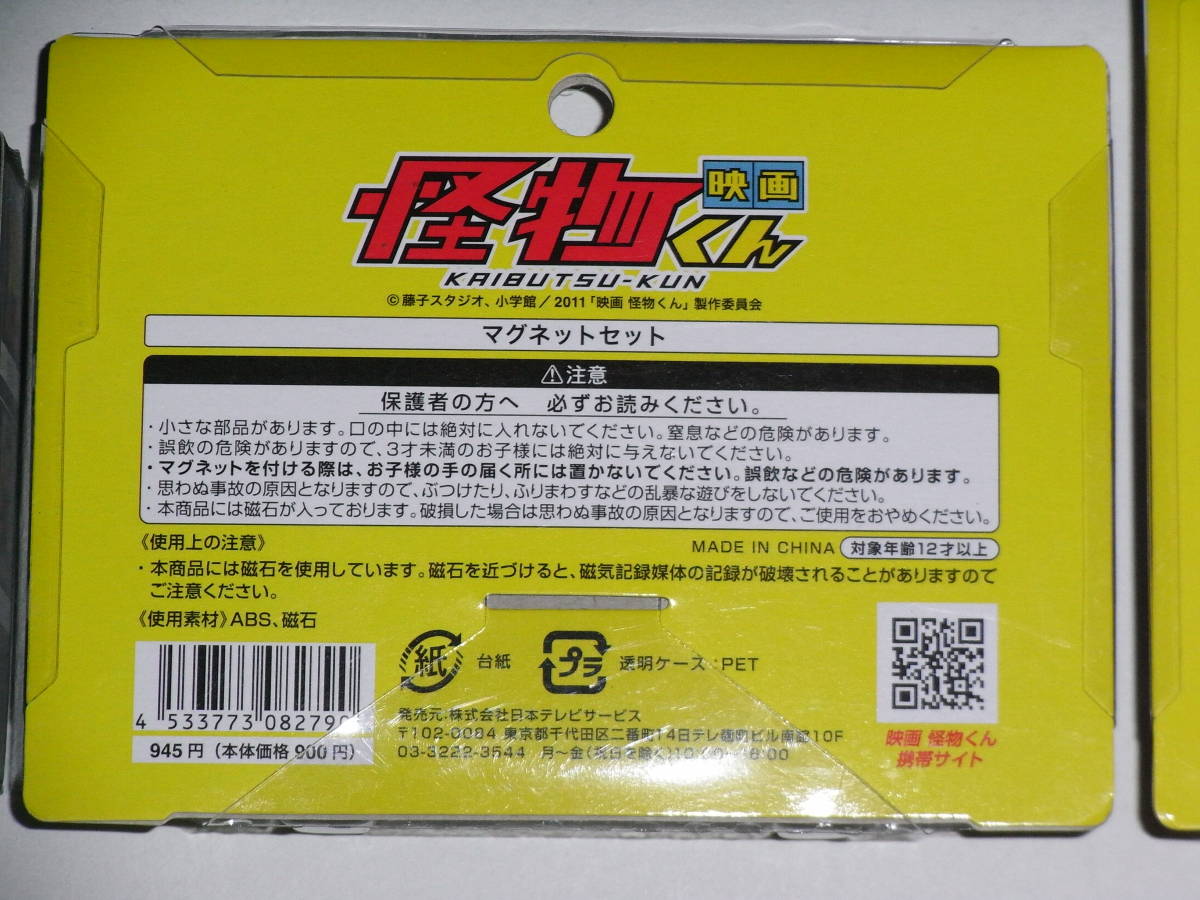 怪物くん 映画
KAIBUTSU-KUN
©藤子スタジオ、小学館/2011「映画 怪物くん」製作委員会
マグネットセット
⚠注意
保護者の方へ 必ずお読みください。
・小さな部品があります。口の中には絶対に入れないでください。窒息などの危険があります。
・誤飲の危険がありますので、3才未満のお子様には絶対に与えないでください。
・マグネットを付ける際は、お子様の手の届く所には置かないでください。誤飲などの危険があります。
・思わぬ事故の原因となりますので、ぶつけたり、ふりまわすなどの乱暴な遊びをしないでください。
・本商品には磁石が入っております。破損した場合は思わぬ事故の原因となりますので、ご使用をおやめください。
《使用上の注意》
MADE IN CHINA 対象年齢12才以上
・本商品には磁石を使用しています。磁石を近づけると、磁気記録媒体の記録が破壊されることがありますので
ご注意ください。
《使用素材》ABS、磁石
紙 台紙 プラ 透明ケース:PET
4 533773 08279
945円(本体価格 900円)
発売元:株式会社日本テレビサービス
〒102-0084 東京都千代田区二番町14日テレ麹町ビル南館10F
03-3222-3544 月〜金(祝日を除く)10:00〜18:00
映画 怪物くん
携帯サイト